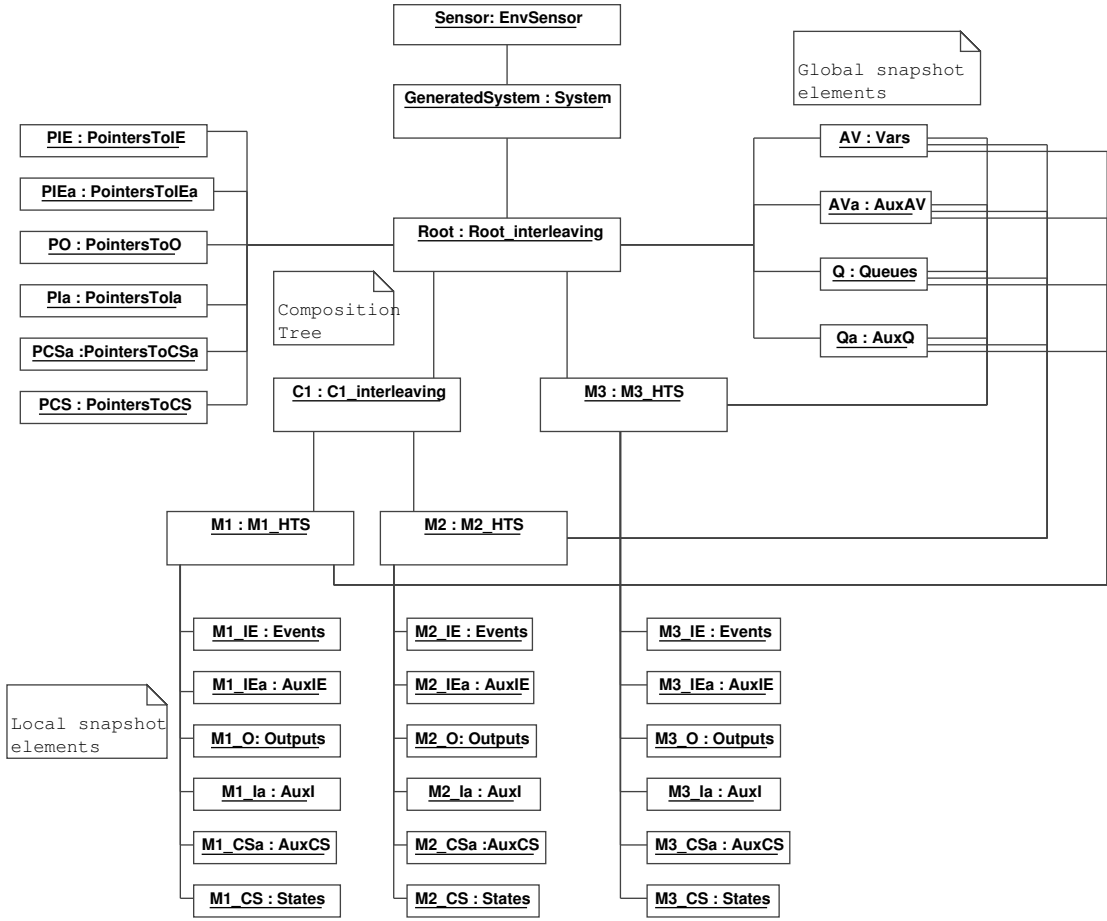 Sensor: EnvSensor
GeneratedSystem : System
Global snapshot
elements
PIE : PointersToIE
PIEa : PointersToIEa
PO : PointersToO
PIa : PointersToIa
PCSa :PointersToCSa
PCS : PointersToCS
Root : Root_interleaving
AV : Vars
AVa : AuxAV
Q : Queues
Qa : AuxQ
Composition
Tree
C1 : C1_interleaving
M3 : M3_HTS
M1 : M1_HTS
M2 : M2_HTS
Local snapshot
elements
M1_IE : Events
M1_IEa : AuxIE
M1_O: Outputs
M1_Ia : AuxI
M1_CSa : AuxCS
M1_CS : States
M2_IE : Events
M2_IEa : AuxIE
M2_O: Outputs
M2_Ia : AuxI
M2_CSa :AuxCS
M2_CS : States
M3_IE : Events
M3_IEa : AuxIE
M3_O : Outputs
M3_Ia : AuxI
M3_CSa : AuxCS
M3_CS : States